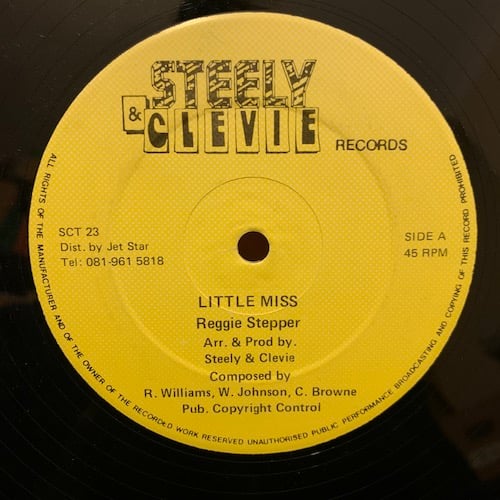 STEELY
& CLEVIE
RECORDS
SCT 23
Dist. by Jet Star
Tel: 081-961 5818
SIDE A
45 RPM
LITTLE MISS
Reggie Stepper
Arr. & Prod by.
Steely & Clevie
Composed by
R. Williams, W. Johnson, C. Browne
Pub. Copyright Control
ALL RIGHTS OF THE MANUFACTURER AND OF THE OWNER OF THE RECORDED WORK RESERVED UNAUTHORISED PUBLIC PERFORMANCE BROADCASTING AND COPYING OF THIS RECORD PROHIBITED